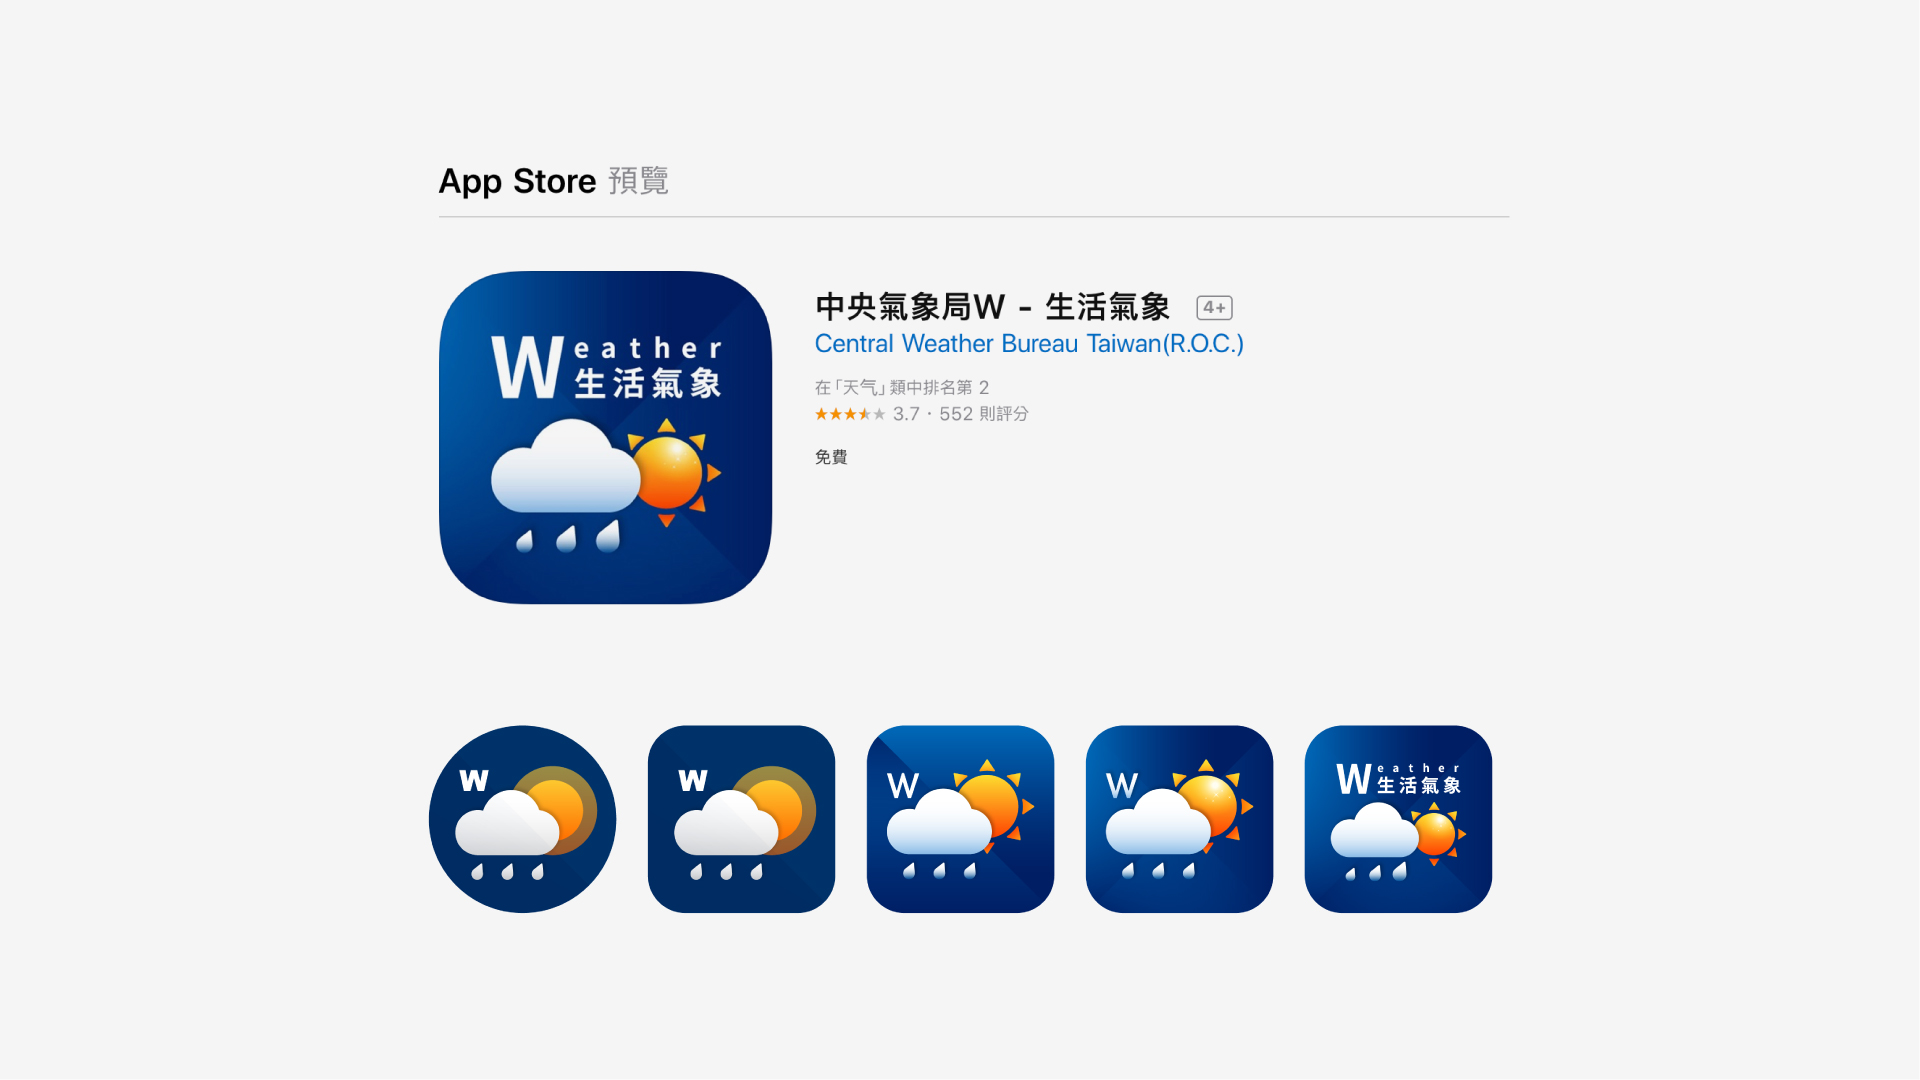 App Store 預覽
Weather
生活氣象
中央氣象局W - 生活氣象 4+
Central Weather Bureau Taiwan(R.O.C.)
在「天气」類中排名第 2
★★★★★ 3.7 • 552 則評分
免費
W
W
W
W
Weather
生活氣象